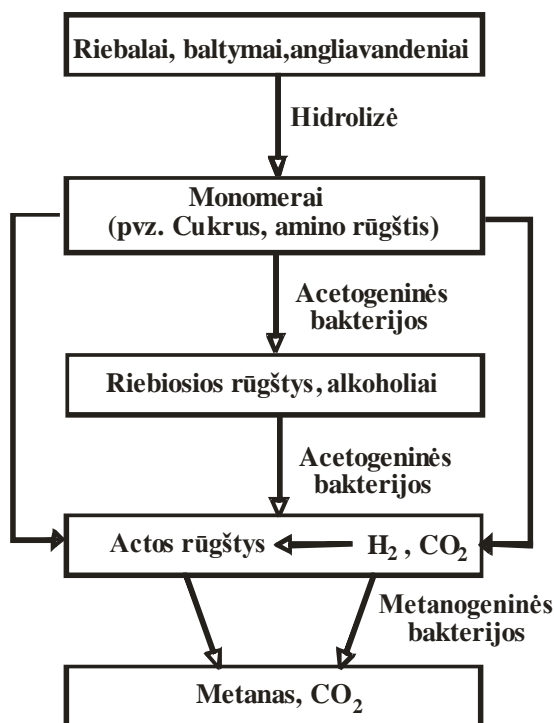 Riebalai, baltymai,angliavandeniai
Hidrolizė
Monomerai
(pvz. Cukrus, amino rūgštis)
Acetogeninės
bakterijos
Riebiosios rūgštys, alkoholiai
Acetogeninės
bakterijos
Actos rūgštys H₂ , CO₂
Metanogeninės
bakterijos
Metanas, CO₂